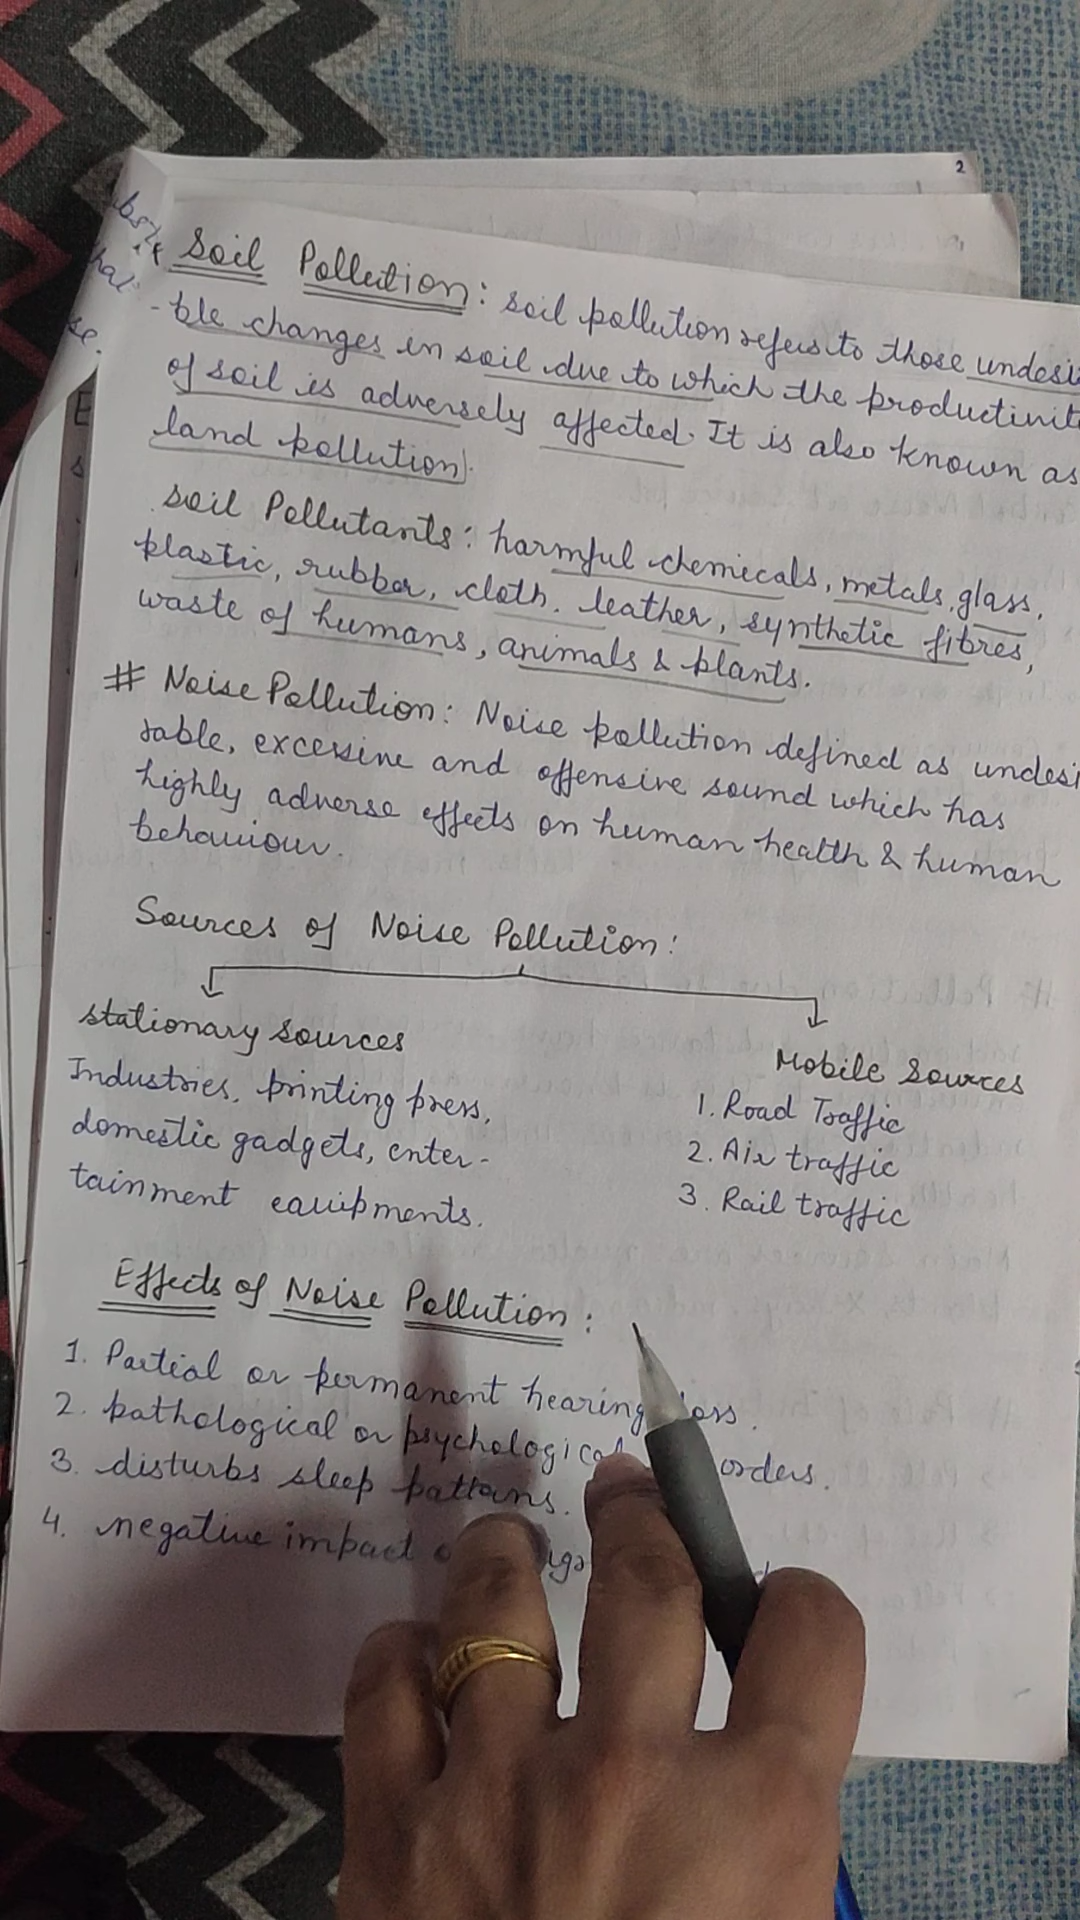 2
# Soil Pollution: soil pollution refers to those undesi
-ble changes in soil due to which the productivit
of soil is adversely affected. It is also known as
land pollution.
soil Pollutants: harmful chemicals, metals, glass,
plastic, rubber, cloth, leather, synthetic fibres,
waste of humans, animals & plants.
# Noise Pollution: Noise pollution defined as undesi
rable, excessive and offensive sound which has
highly adverse effects on human health & human
behaviour.
Sources of Noise Pollution:
stationary sources
Industries, printing press,
domestic gadgets, enter-
tainment equipments.
Mobile Sources
1. Road Traffic
2. Air traffic
3. Rail traffic
Effects of Noise Pollution:
1. Partial or permanent hearing loss.
2. pathological or psychological orders.
3. disturbs sleep patterns.
4. negative impact